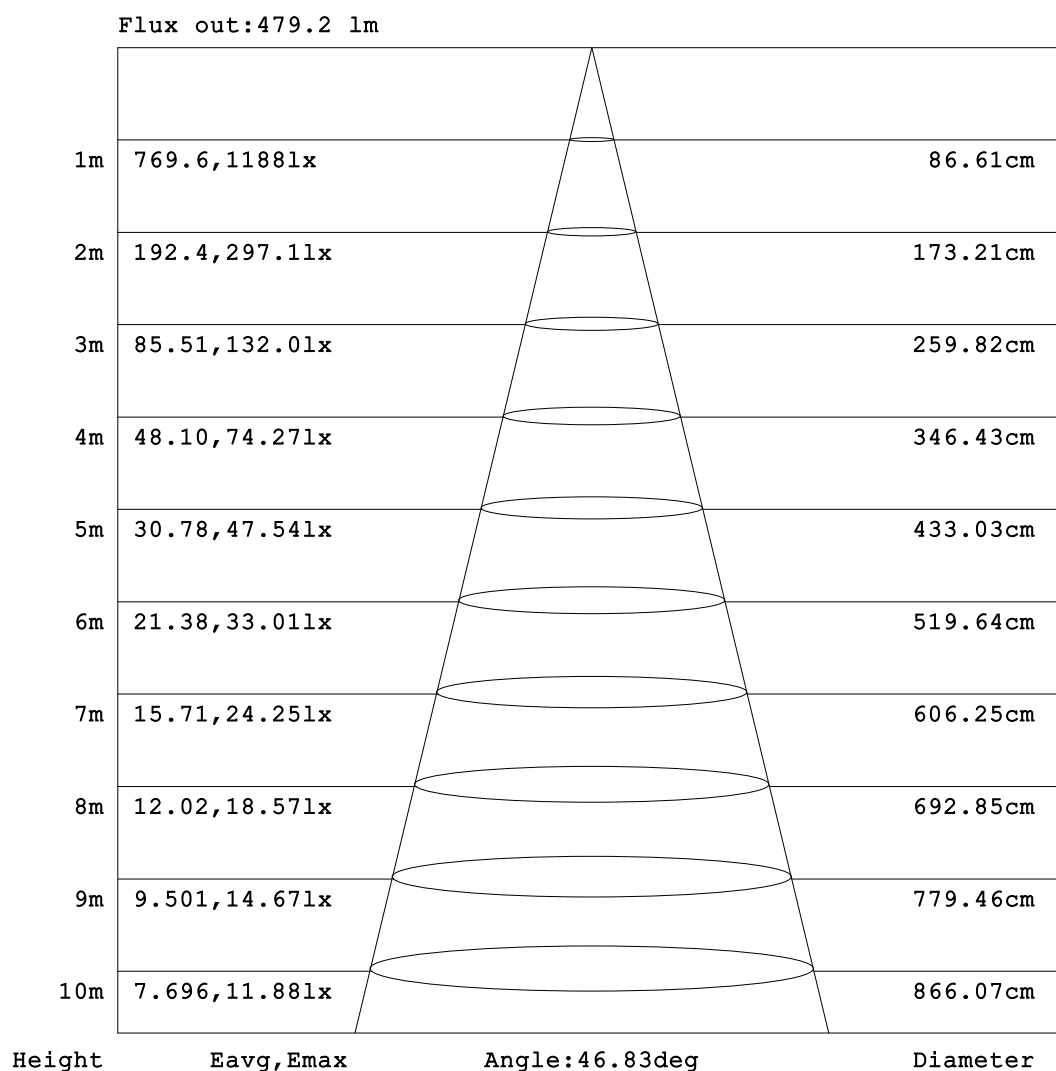 Flux out:479.2 lm
1m 769.6,1188lx 86.61cm
2m 192.4,297.1lx 173.21cm
3m 85.51,132.0lx 259.82cm
4m 48.10,74.27lx 346.43cm
5m 30.78,47.54lx 433.03cm
6m 21.38,33.01lx 519.64cm
7m 15.71,24.25lx 606.25cm
8m 12.02,18.57lx 692.85cm
9m 9.501,14.67lx 779.46cm
10m 7.696,11.88lx 866.07cm
Height Eavg,Emax Angle:46.83deg Diameter